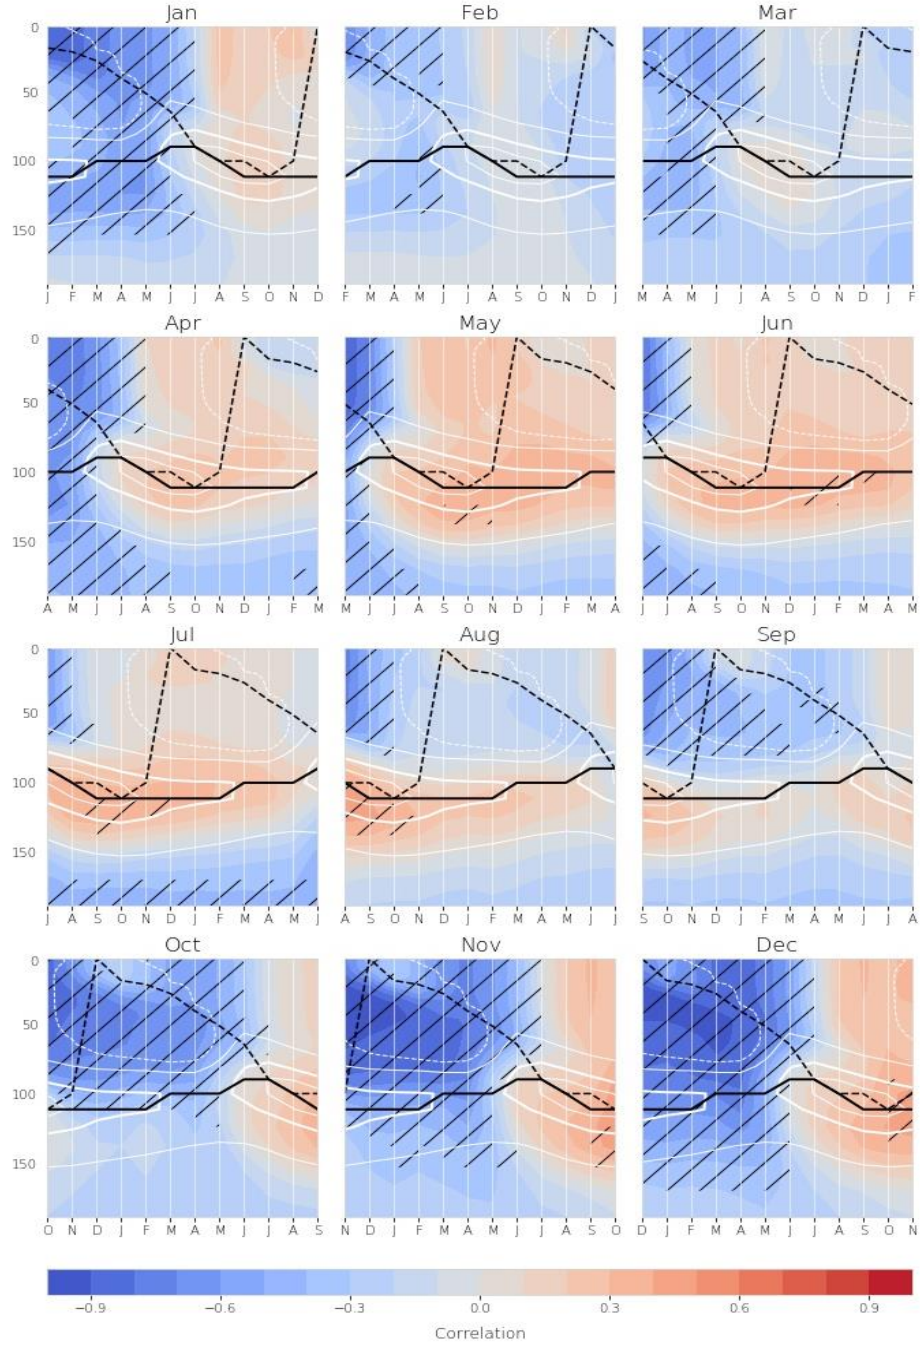 Jan Feb Mar
0
50
100
150
J F M A M J J A S O N D F M A M J J A S O N D J M A M J J A S O N D J F
Apr May Jun
0
50
100
150
A M J J A S O N D J F M M J J A S O N D J F M A J J A S O N D J F M A M
Jul Aug Sep
0
50
100
150
J A S O N D J F M A M J A S O N D J F M A M J J S O N D J F M A M J J A
Oct Nov Dec
0
50
100
150
O N D J F M A M J J A S N D J F M A M J J A S O D J F M A M J J A S O N
−0.9 −0.6 −0.3 0.0 0.3 0.6 0.9
Correlation